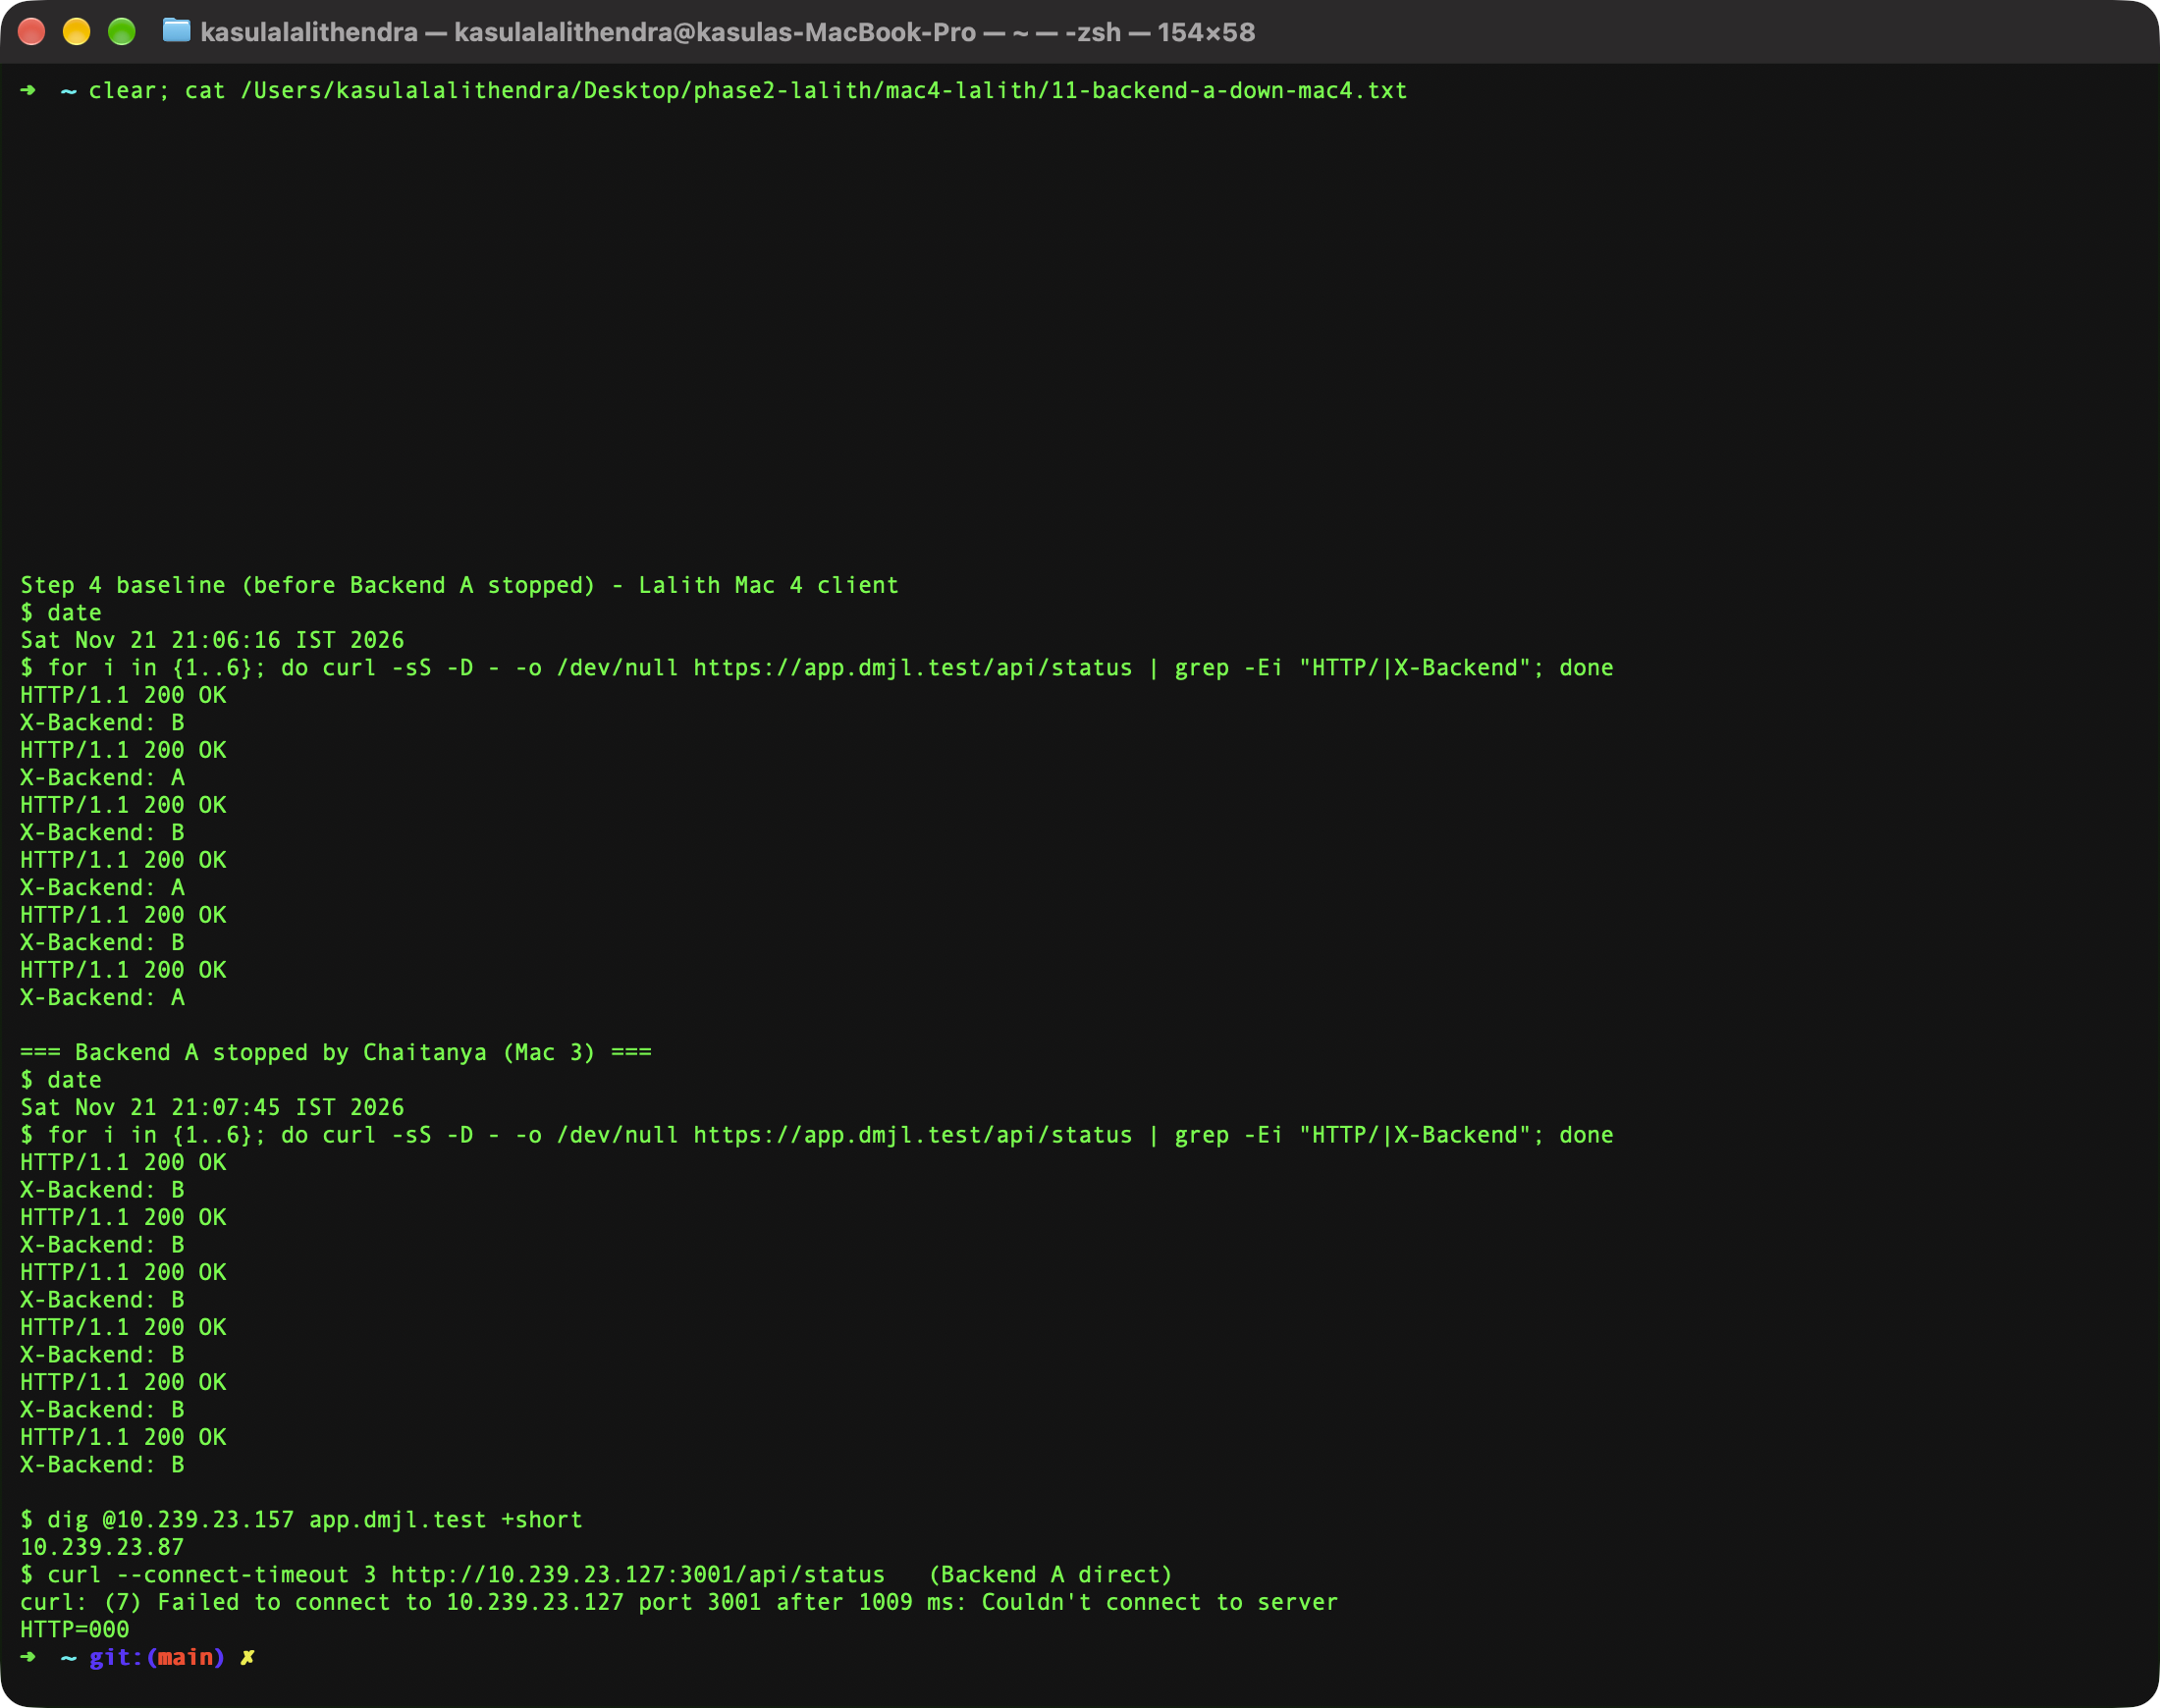 kasulalalithendra — kasulalalithendra@kasulas-MacBook-Pro — ~ — -zsh — 154×58
➜  ~ clear; cat /Users/kasulalalithendra/Desktop/phase2-lalith/mac4-lalith/11-backend-a-down-mac4.txt
Step 4 baseline (before Backend A stopped) - Lalith Mac 4 client
$ date
Sat Nov 21 21:06:16 IST 2026
$ for i in {1..6}; do curl -sS -D - -o /dev/null https://app.dmjl.test/api/status | grep -Ei "HTTP/|X-Backend"; done
HTTP/1.1 200 OK
X-Backend: B
HTTP/1.1 200 OK
X-Backend: A
HTTP/1.1 200 OK
X-Backend: B
HTTP/1.1 200 OK
X-Backend: A
HTTP/1.1 200 OK
X-Backend: B
HTTP/1.1 200 OK
X-Backend: A
=== Backend A stopped by Chaitanya (Mac 3) ===
$ date
Sat Nov 21 21:07:45 IST 2026
$ for i in {1..6}; do curl -sS -D - -o /dev/null https://app.dmjl.test/api/status | grep -Ei "HTTP/|X-Backend"; done
HTTP/1.1 200 OK
X-Backend: B
HTTP/1.1 200 OK
X-Backend: B
HTTP/1.1 200 OK
X-Backend: B
HTTP/1.1 200 OK
X-Backend: B
HTTP/1.1 200 OK
X-Backend: B
HTTP/1.1 200 OK
X-Backend: B
$ dig @10.239.23.157 app.dmjl.test +short
10.239.23.87
$ curl --connect-timeout 3 http://10.239.23.127:3001/api/status   (Backend A direct)
curl: (7) Failed to connect to 10.239.23.127 port 3001 after 1009 ms: Couldn't connect to server
HTTP=000
➜  ~ git:(main) ✗